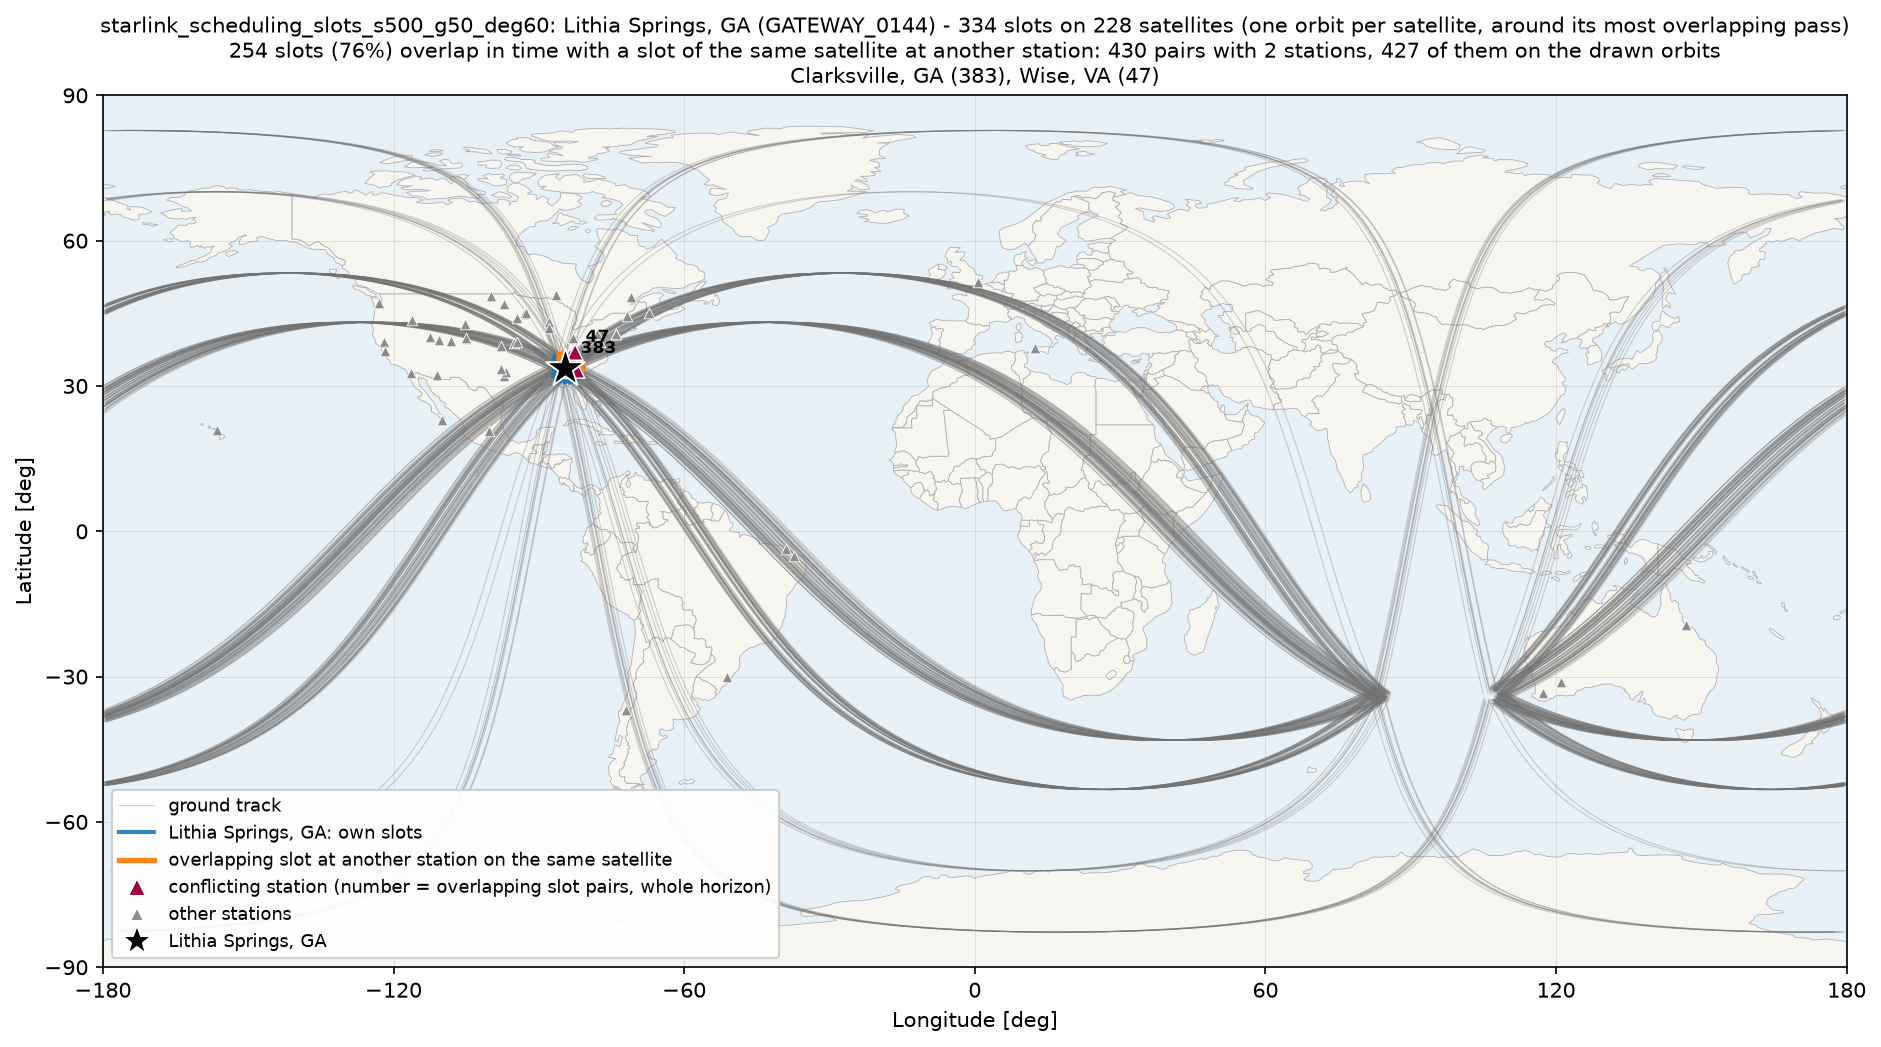 starlink_scheduling_slots_s500_g50_deg60: Lithia Springs, GA (GATEWAY_0144) - 334 slots on 228 satellites (one orbit per satellite, around its most overlapping pass)
254 slots (76%) overlap in time with a slot of the same satellite at another station: 430 pairs with 2 stations, 427 of them on the drawn orbits
Clarksville, GA (383), Wise, VA (47)
90
60
30
0
−30
−60
−90
Latitude [deg]
47
383
ground track
Lithia Springs, GA: own slots
overlapping slot at another station on the same satellite
conflicting station (number = overlapping slot pairs, whole horizon)
other stations
Lithia Springs, GA
−180
−120
−60
0
60
120
180
Longitude [deg]